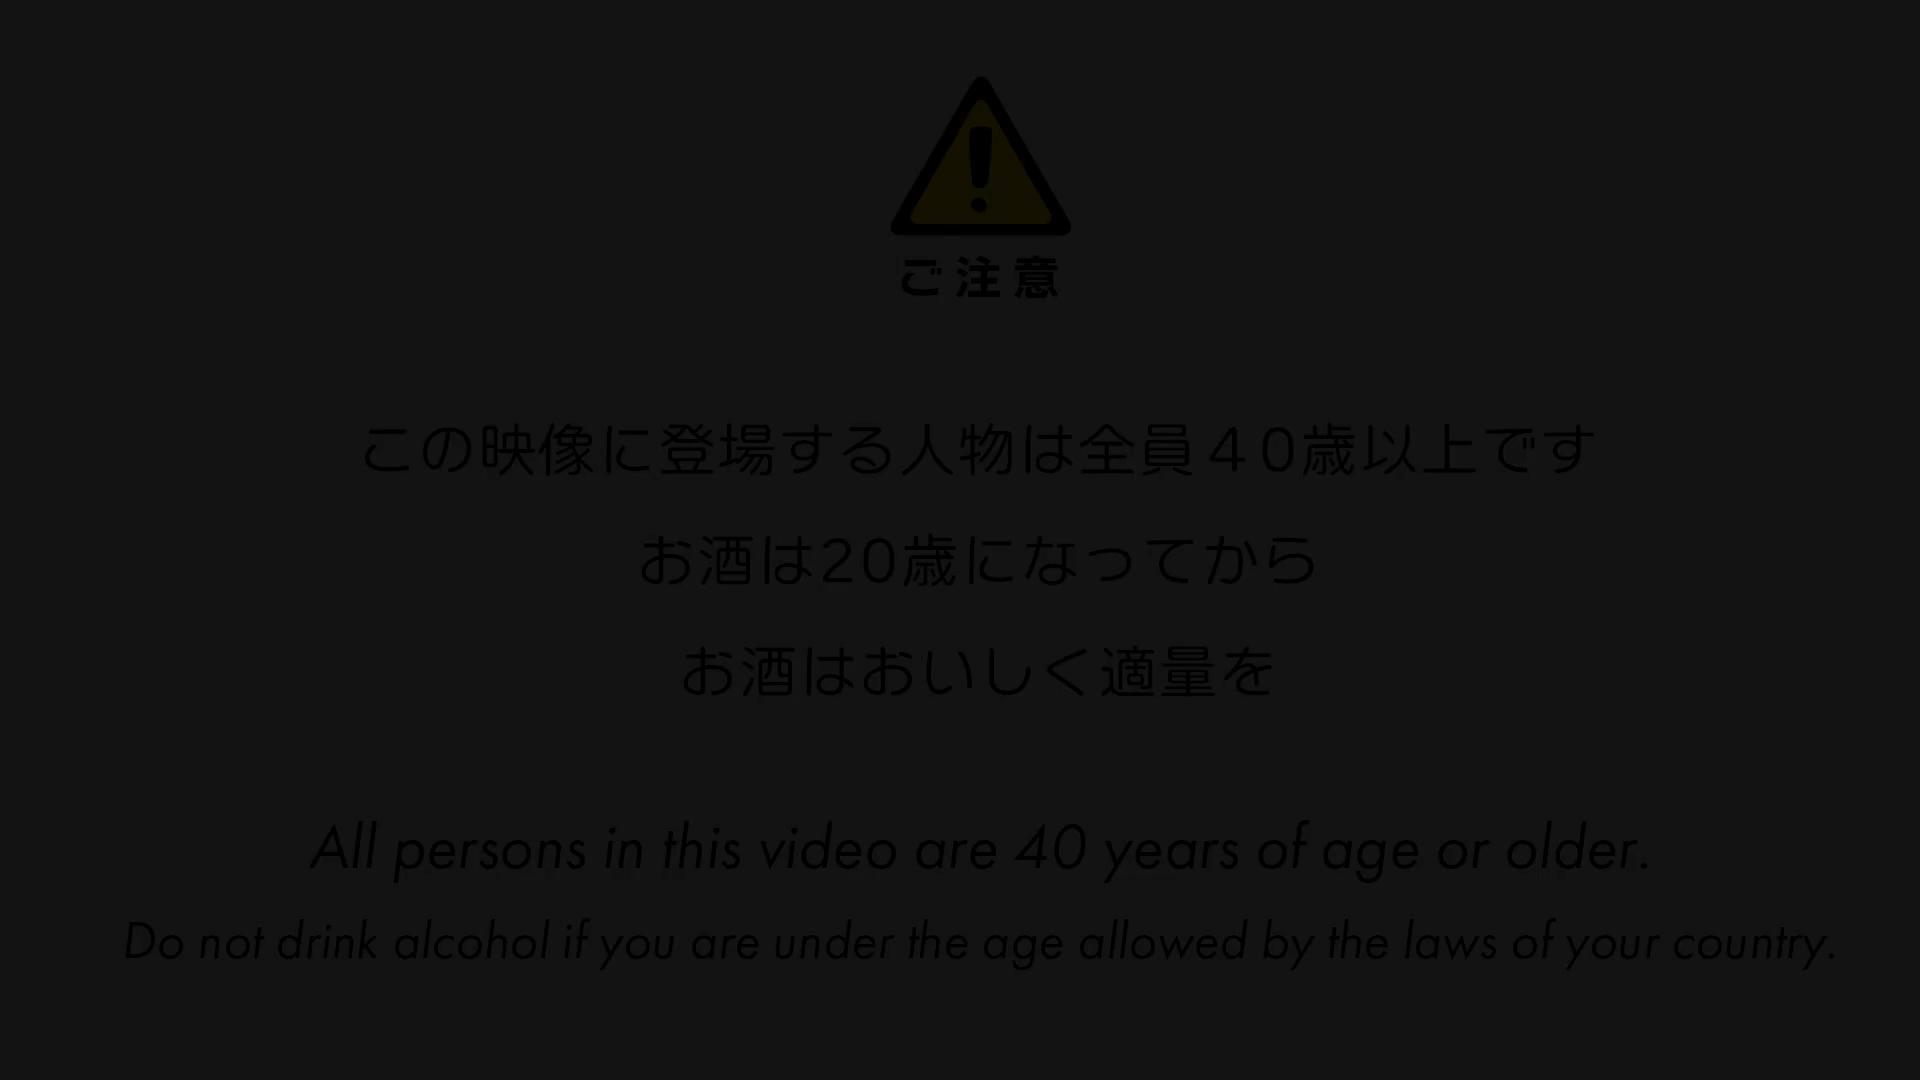 ご注意
この映像に登場する人物は全員４０歳以上です
お酒は20歳になってから
お酒はおいしく適量を
All persons in this video are 40 years of age or older.
Do not drink alcohol if you are under the age allowed by the laws of your country.